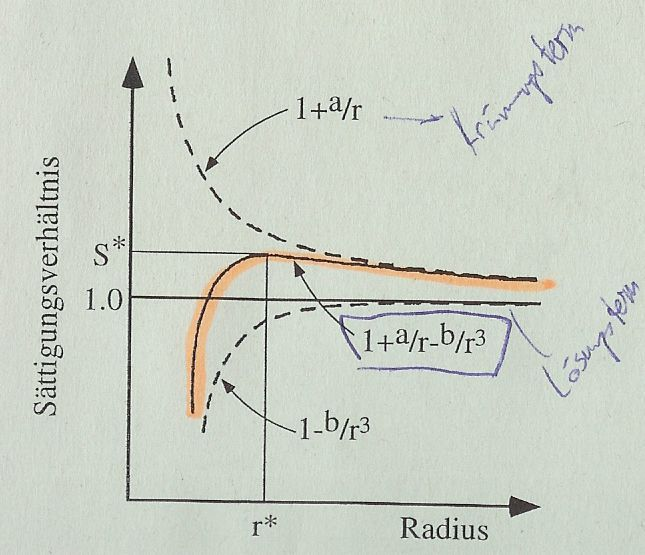 1+a/r
Krümmungsterm
Sättigungsverhältnis
S*
1.0
1+a/r-b/r³
Lösungsterm
1-b/r³
r*
Radius